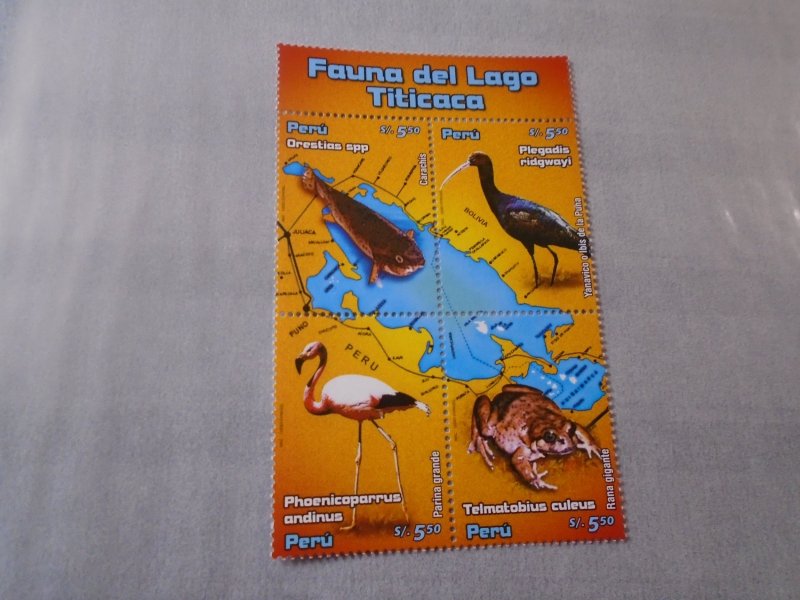 Fauna del Lago
Titicaca
Perú S/. 5.50
Orestias spp
Carachis
Perú S/. 5.50
Plegadis
ridgwayi
Yanavico o Ibis de la Puna
BOLIVIA
JULIACA
PUNO
PERU
Phoenicoparrus
andinus
Parina grande
Perú S/. 5.50
Telmatobius culeus
Rana gigante
Perú S/. 5.50